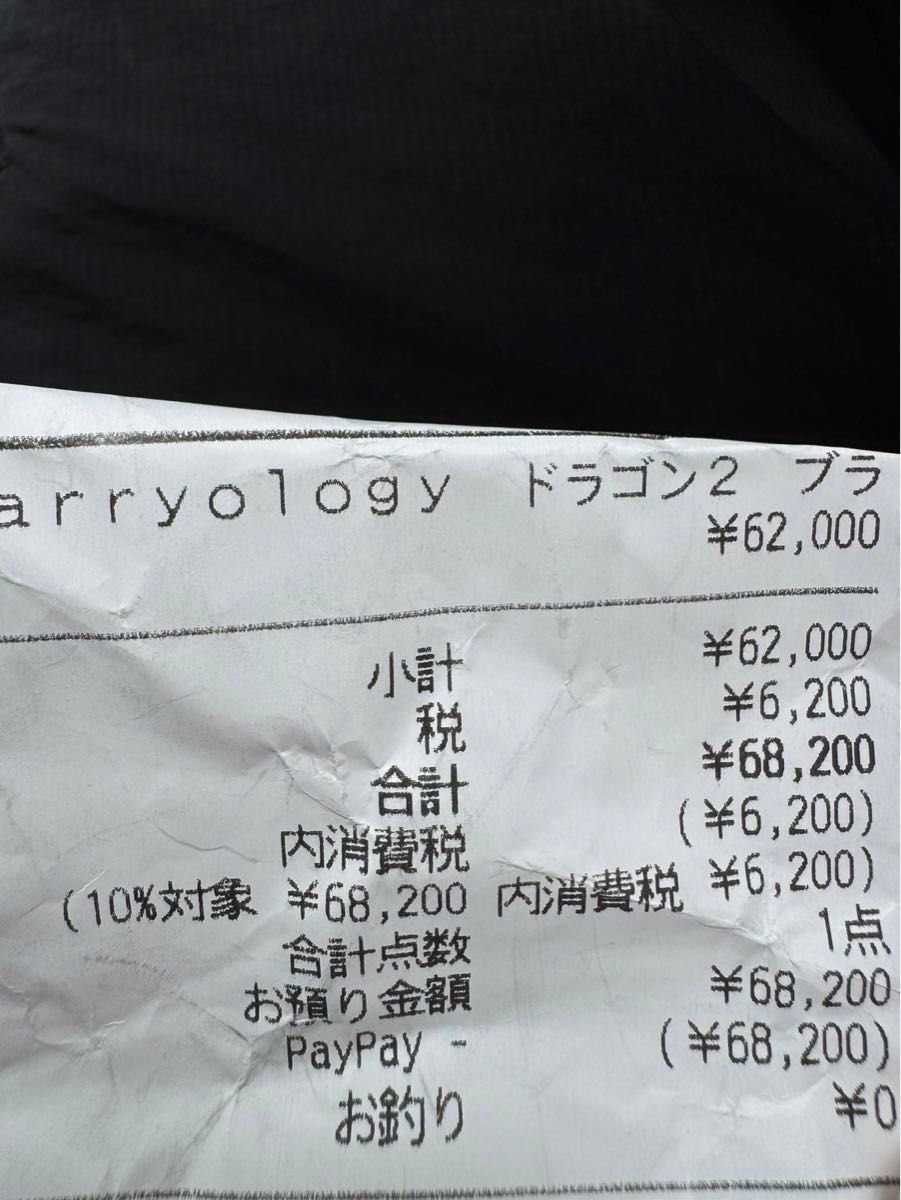 arryology ドラゴン2 ブラ
¥62,000
小計 ¥62,000
税 ¥6,200
合計 ¥68,200
内消費税 (¥6,200)
(10%対象 ¥68,200 内消費税 ¥6,200)
合計点数 1点
お預り金額 ¥68,200
PayPay - (¥68,200)
お釣り ¥0